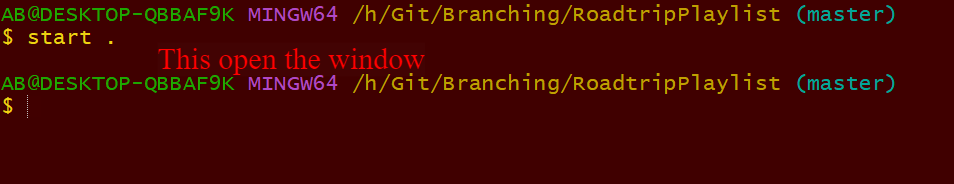 AB@DESKTOP-QBBAF9K MINGW64 /h/Git/Branching/RoadtripPlaylist (master)
$ start .
This open the window
AB@DESKTOP-QBBAF9K MINGW64 /h/Git/Branching/RoadtripPlaylist (master)
$